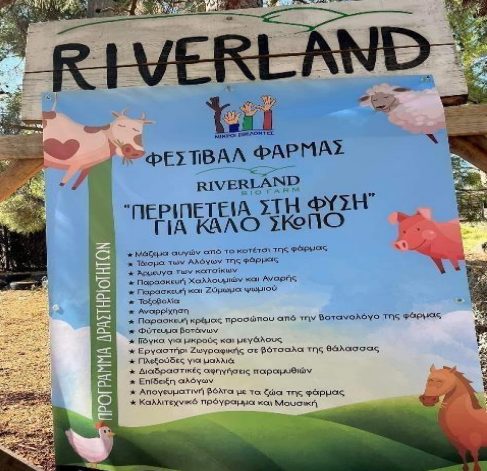 RIVERLAND
ΜΙΚΡΟΙ ΕΘΕΛΟΝΤΕΣ
ΦΕΣΤΙΒΑΛ ΦΑΡΜΑΣ
RIVERLAND
BIO FARM
"ΠΕΡΙΠΕΤΕΙΑ ΣΤΗ ΦΥΣΗ"
ΓΙΑ ΚΑΛΟ ΣΚΟΠΟ
ΠΡΟΓΡΑΜΜΑ ΔΡΑΣΤΗΡΙΟΤΗΤΩΝ
★ Μάζεμα αυγών από το κοτέτσι της φάρμας
★ Τάισμα των Αλόγων της φάρμας
★ Άρμεγμα των κατσίκων
★ Παρασκευή Χαλλουμιών και Αναρής
★ Παρασκευή και Ζύμωμα ψωμιού
★ Τοξοβολία
★ Αναρρίχηση
★ Παρασκευή κρέμας προσώπου από την Βοτανολόγο της φάρμας
★ Φύτευμα βοτάνων
★ Γιόγκα για μικρούς και μεγάλους
★ Εργαστήρι Ζωγραφικής σε βότσαλα της θάλασσας
★ Πλεξούδες για μαλλιά
★ Διαδραστικές αφηγήσεις παραμυθιών
★ Επίδειξη αλόγων
★ Απογευματινή βόλτα με τα ζώα της φάρμας
★ Καλλιτεχνικό πρόγραμμα και Μουσική